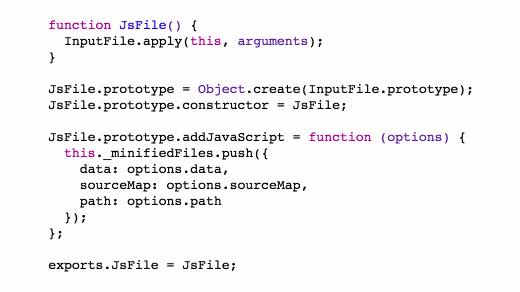 function JsFile() {
  InputFile.apply(this, arguments);
}

JsFile.prototype = Object.create(InputFile.prototype);
JsFile.prototype.constructor = JsFile;

JsFile.prototype.addJavaScript = function (options) {
  this._minifiedFiles.push({
    data: options.data,
    sourceMap: options.sourceMap,
    path: options.path
  });
};

exports.JsFile = JsFile;